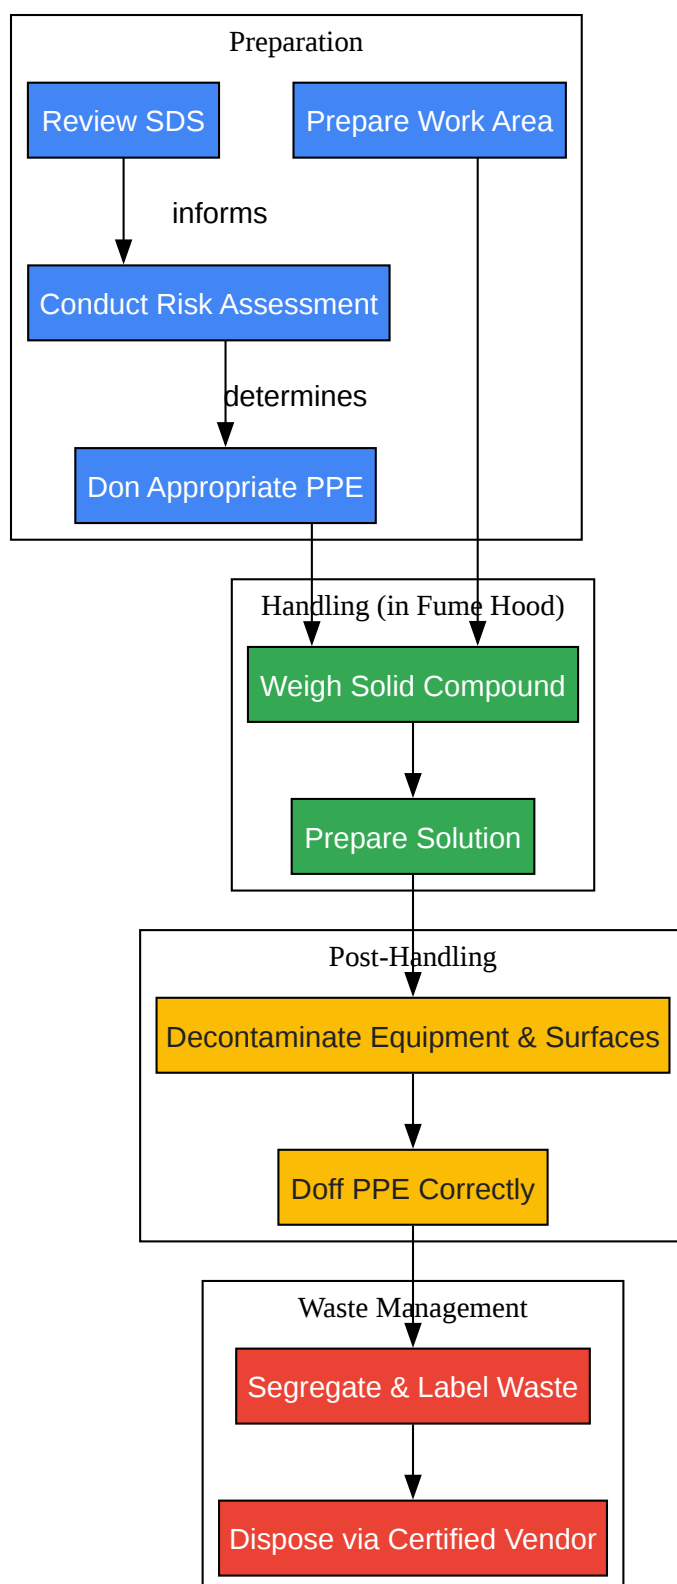 Preparation
Review SDS
Prepare Work Area
informs
Conduct Risk Assessment
determines
Don Appropriate PPE
Handling (in Fume Hood)
Weigh Solid Compound
Prepare Solution
Post-Handling
Decontaminate Equipment & Surfaces
Doff PPE Correctly
Waste Management
Segregate & Label Waste
Dispose via Certified Vendor